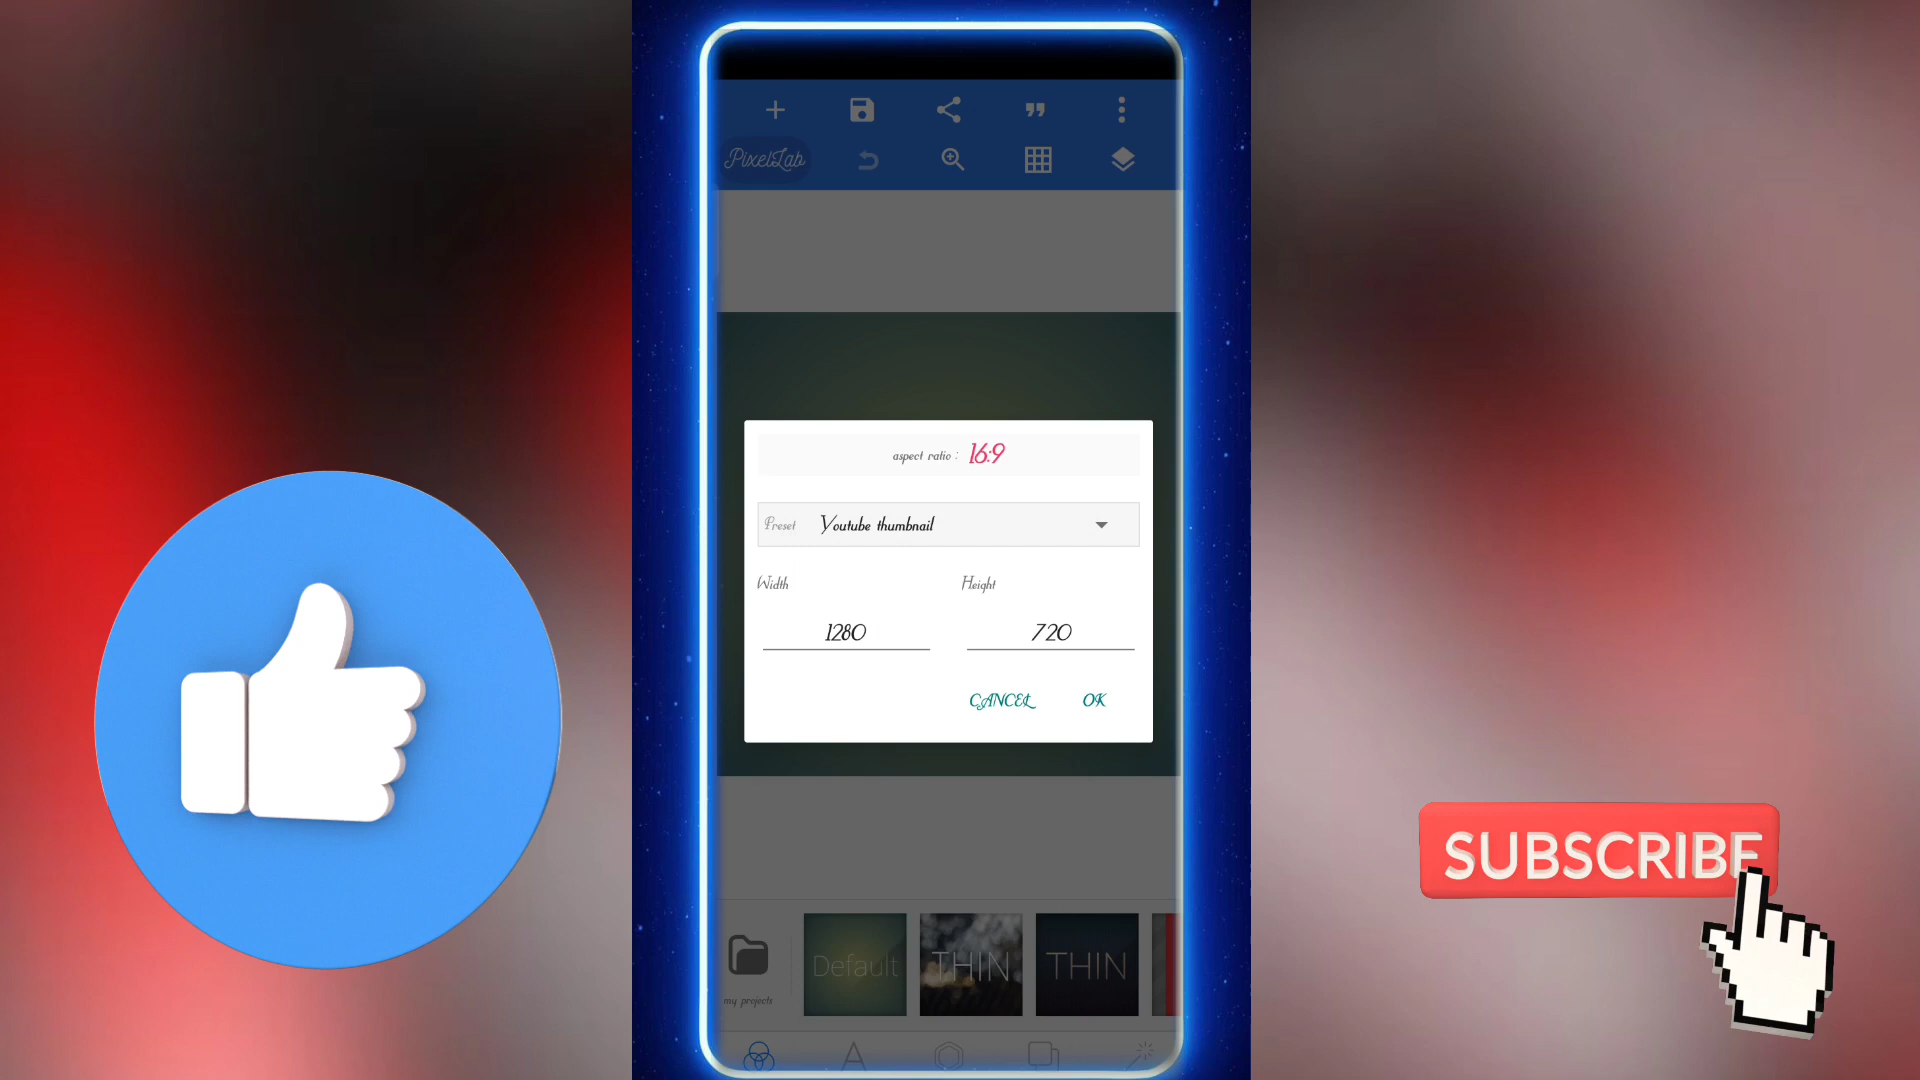 PixelLab
aspect ratio : 16:9
Preset Youtube thumbnail
Width Height
1280 720
CANCEL OK
SUBSCRIBE
Default THIN THIN
my projects